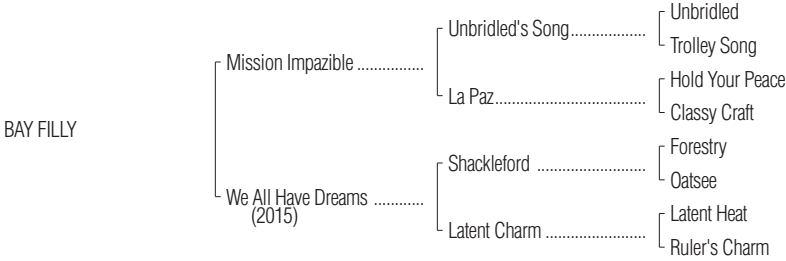 Unbridled
Unbridled's Song..................
Trolley Song
Mission Impazible ................
Hold Your Peace
La Paz....................................
Classy Craft
BAY FILLY
Forestry
Shackleford ..........................
Oatsee
We All Have Dreams ............
(2015)
Latent Heat
Latent Charm ........................
Ruler's Charm